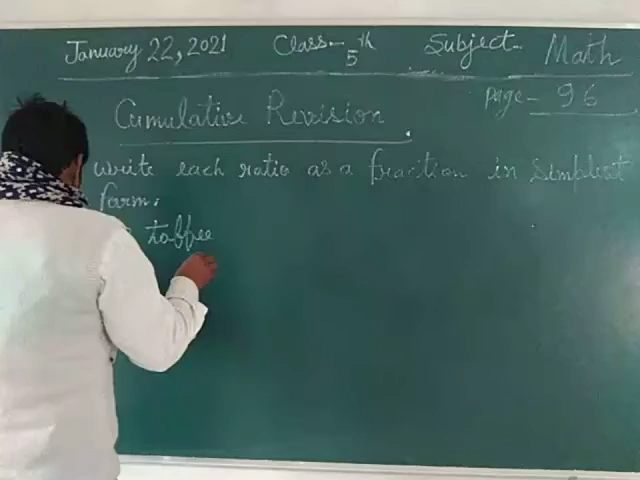 January 22, 2021 Class- 5th Subject- Math
Page- 96
Cumulative Revision
write each ratio as a fraction in simplest
form.
toffee